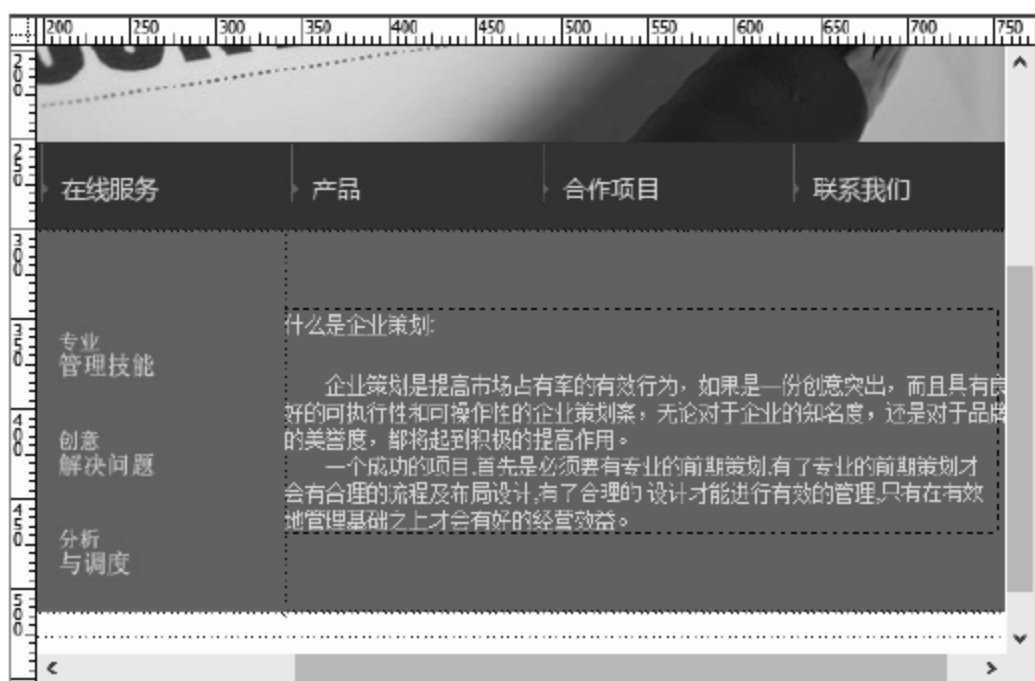 200 250 300 350 400 450 500 550 600 650 700 750
200
250
300
350
400
450
500
在线服务 产品 合作项目 联系我们
专业
管理技能
创意
解决问题
分析
与调度
什么是企业策划:
企业策划是提高市场占有率的有效行为，如果是一份创意突出，而且具有良
好的可执行性和可操作性的企业策划案，无论对于企业的知名度，还是对于品牌
的美誉度，都将起到积极的提高作用。
一个成功的项目,首先是必须要有专业的前期策划,有了专业的前期策划才
会有合理的流程及布局设计,有了合理的 设计才能进行有效的管理,只有在有效
地管理基础之上才会有好的经营效益。